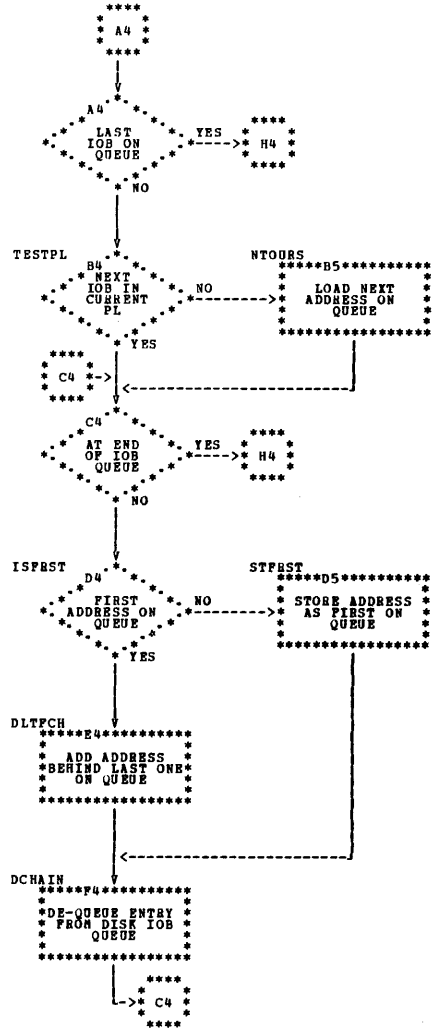 A4
A4
LAST
IOB ON
QUEUE
YES
H4
NO
TESTPL
B4
NEXT
IOB IN
CURRENT
PL
NO
YES
NTOURS
B5
LOAD NEXT
ADDRESS ON
QUEUE
C4
C4
AT END
OF IOB
QUEUE
YES
H4
NO
ISFRST
D4
FIRST
ADDRESS ON
QUEUE
NO
YES
STFRST
D5
STORE ADDRESS
AS FIRST ON
QUEUE
DLTFCH
E4
ADD ADDRESS
BEHIND LAST ONE
ON QUEUE
DCHAIN
F4
DE-QUEUE ENTRY
FROM DISK IOB
QUEUE
C4